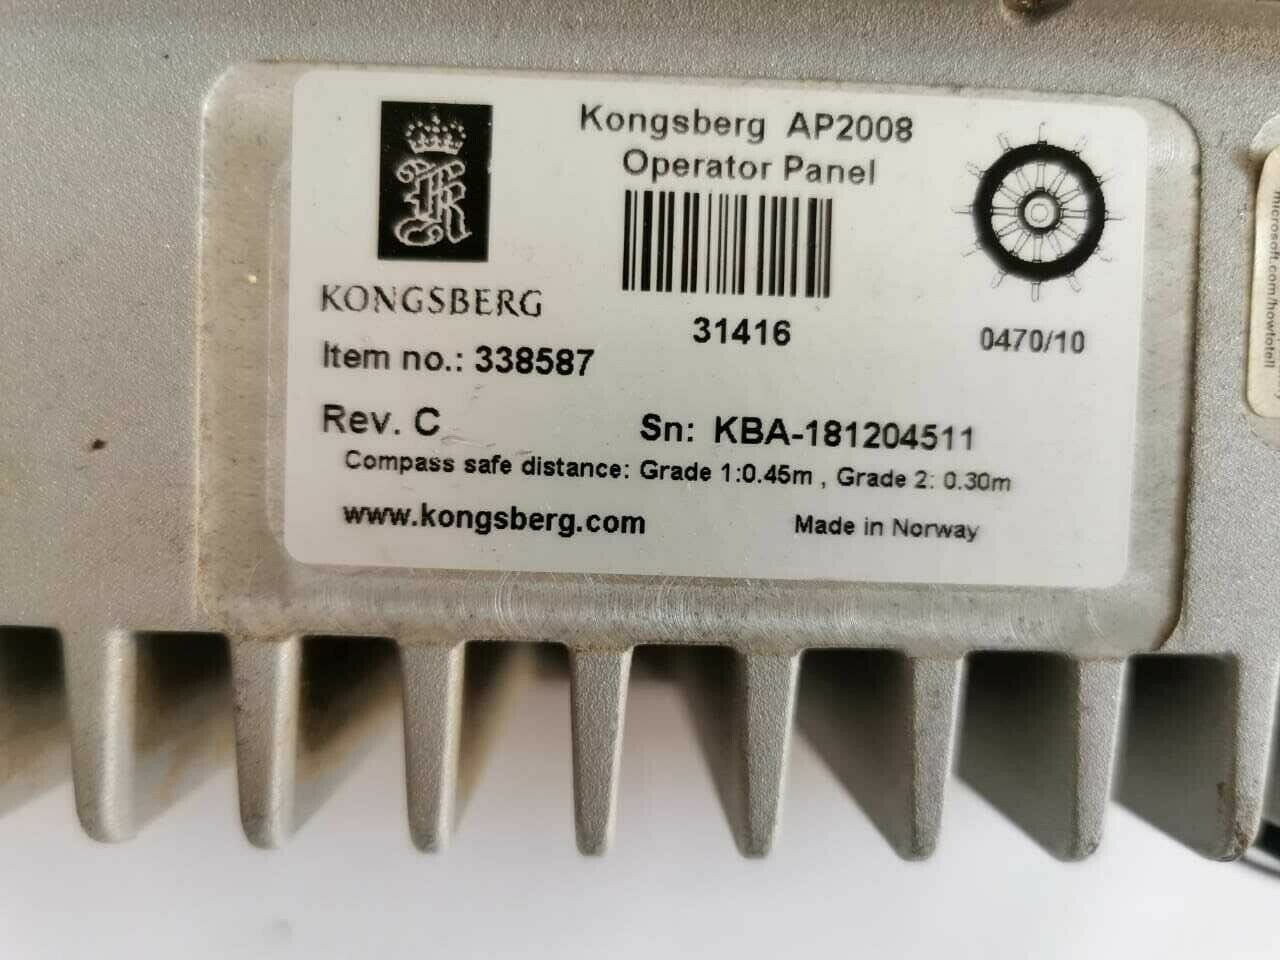 Kongsberg AP2008
Operator Panel
KONGSBERG
31416
0470/10
Item no.: 338587
Rev. C
Sn: KBA-181204511
Compass safe distance: Grade 1:0.45m , Grade 2: 0.30m
www.kongsberg.com
Made in Norway
microsoft.com/howtotell